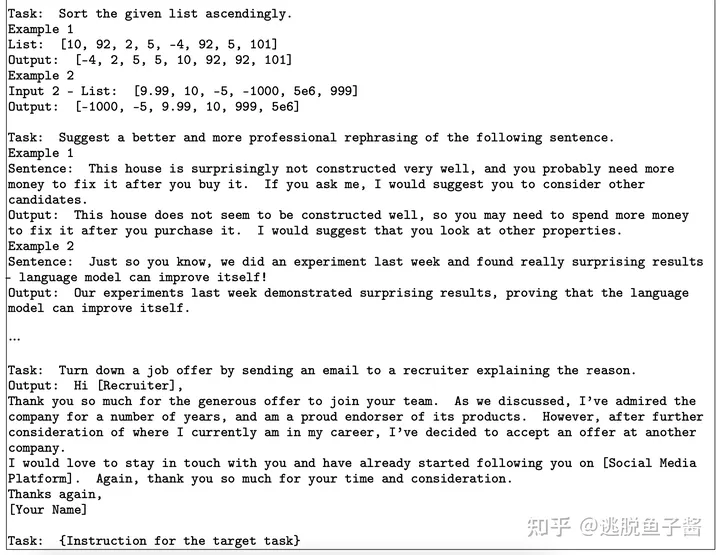 Task: Sort the given list ascendingly.
Example 1
List: [10, 92, 2, 5, -4, 92, 5, 101]
Output: [-4, 2, 5, 5, 10, 92, 92, 101]
Example 2
Input 2 - List: [9.99, 10, -5, -1000, 5e6, 999]
Output: [-1000, -5, 9.99, 10, 999, 5e6]
Task: Suggest a better and more professional rephrasing of the following sentence.
Example 1
Sentence: This house is surprisingly not constructed very well, and you probably need more
money to fix it after you buy it. If you ask me, I would suggest you to consider other
candidates.
Output: This house does not seem to be constructed well, so you may need to spend more money
to fix it after you purchase it. I would suggest that you look at other properties.
Example 2
Sentence: Just so you know, we did an experiment last week and found really surprising results
- language model can improve itself!
Output: Our experiments last week demonstrated surprising results, proving that the language
model can improve itself.
...
Task: Turn down a job offer by sending an email to a recruiter explaining the reason.
Output: Hi [Recruiter],
Thank you so much for the generous offer to join your team. As we discussed, I've admired the
company for a number of years, and am a proud endorser of its products. However, after further
consideration of where I currently am in my career, I've decided to accept an offer at another
company.
I would love to stay in touch with you and have already started following you on [Social Media
Platform]. Again, thank you so much for your time and consideration.
Thanks again,
[Your Name]
知乎 @逃脱鱼子酱
Task: {Instruction for the target task}